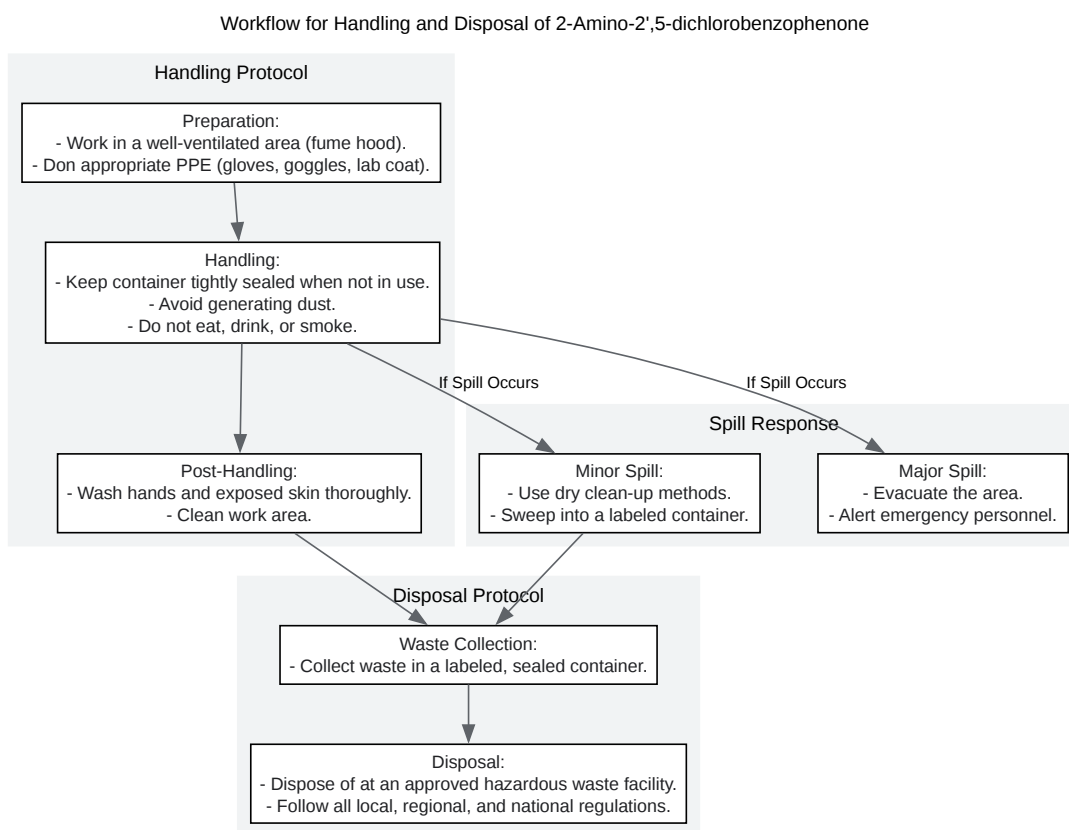 Workflow for Handling and Disposal of 2-Amino-2',5-dichlorobenzophenone
Handling Protocol
Preparation:
- Work in a well-ventilated area (fume hood).
- Don appropriate PPE (gloves, goggles, lab coat).
Handling:
- Keep container tightly sealed when not in use.
- Avoid generating dust.
- Do not eat, drink, or smoke.
If Spill Occurs
If Spill Occurs
Post-Handling:
- Wash hands and exposed skin thoroughly.
- Clean work area.
Spill Response
Minor Spill:
- Use dry clean-up methods.
- Sweep into a labeled container.
Major Spill:
- Evacuate the area.
- Alert emergency personnel.
Disposal Protocol
Waste Collection:
- Collect waste in a labeled, sealed container.
Disposal:
- Dispose of at an approved hazardous waste facility.
- Follow all local, regional, and national regulations.